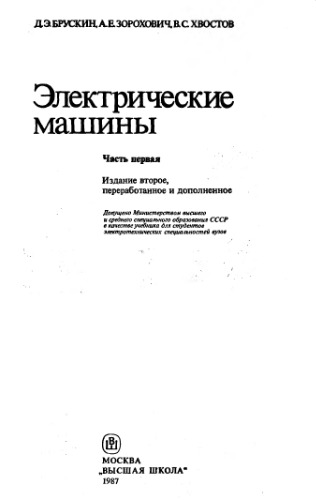 Д.Э.БРУСКИН, А.Е.ЗОРОХОВИЧ, В.С.ХВОСТОВ
Электрические
машины
Часть первая
Издание второе,
переработанное и дополненное
Допущено Министерством высшего
и среднего специального образования СССР
в качестве учебника для студентов
электротехнических специальностей вузов
МОСКВА
„ВЫСШАЯ ШКОЛА"
1987